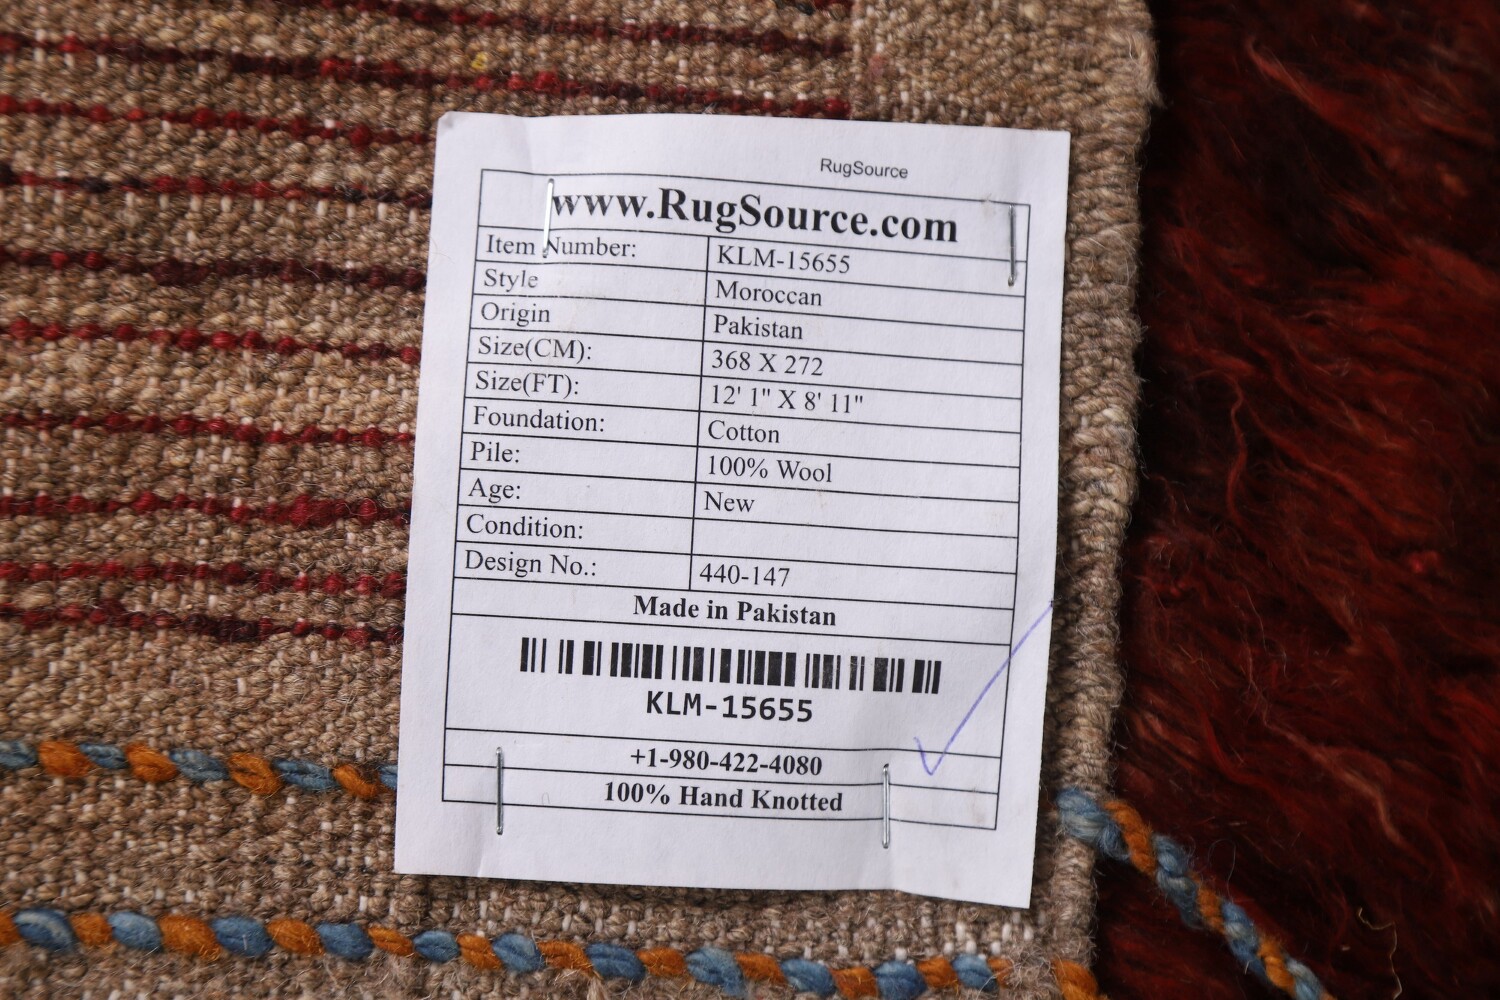 RugSource
www.RugSource.com
Item Number: KLM-15655
Style Moroccan
Origin Pakistan
Size(CM): 368 X 272
Size(FT): 12' 1" X 8' 11"
Foundation: Cotton
Pile: 100% Wool
Age: New
Condition:
Design No.: 440-147
Made in Pakistan
KLM-15655
+1-980-422-4080
100% Hand Knotted